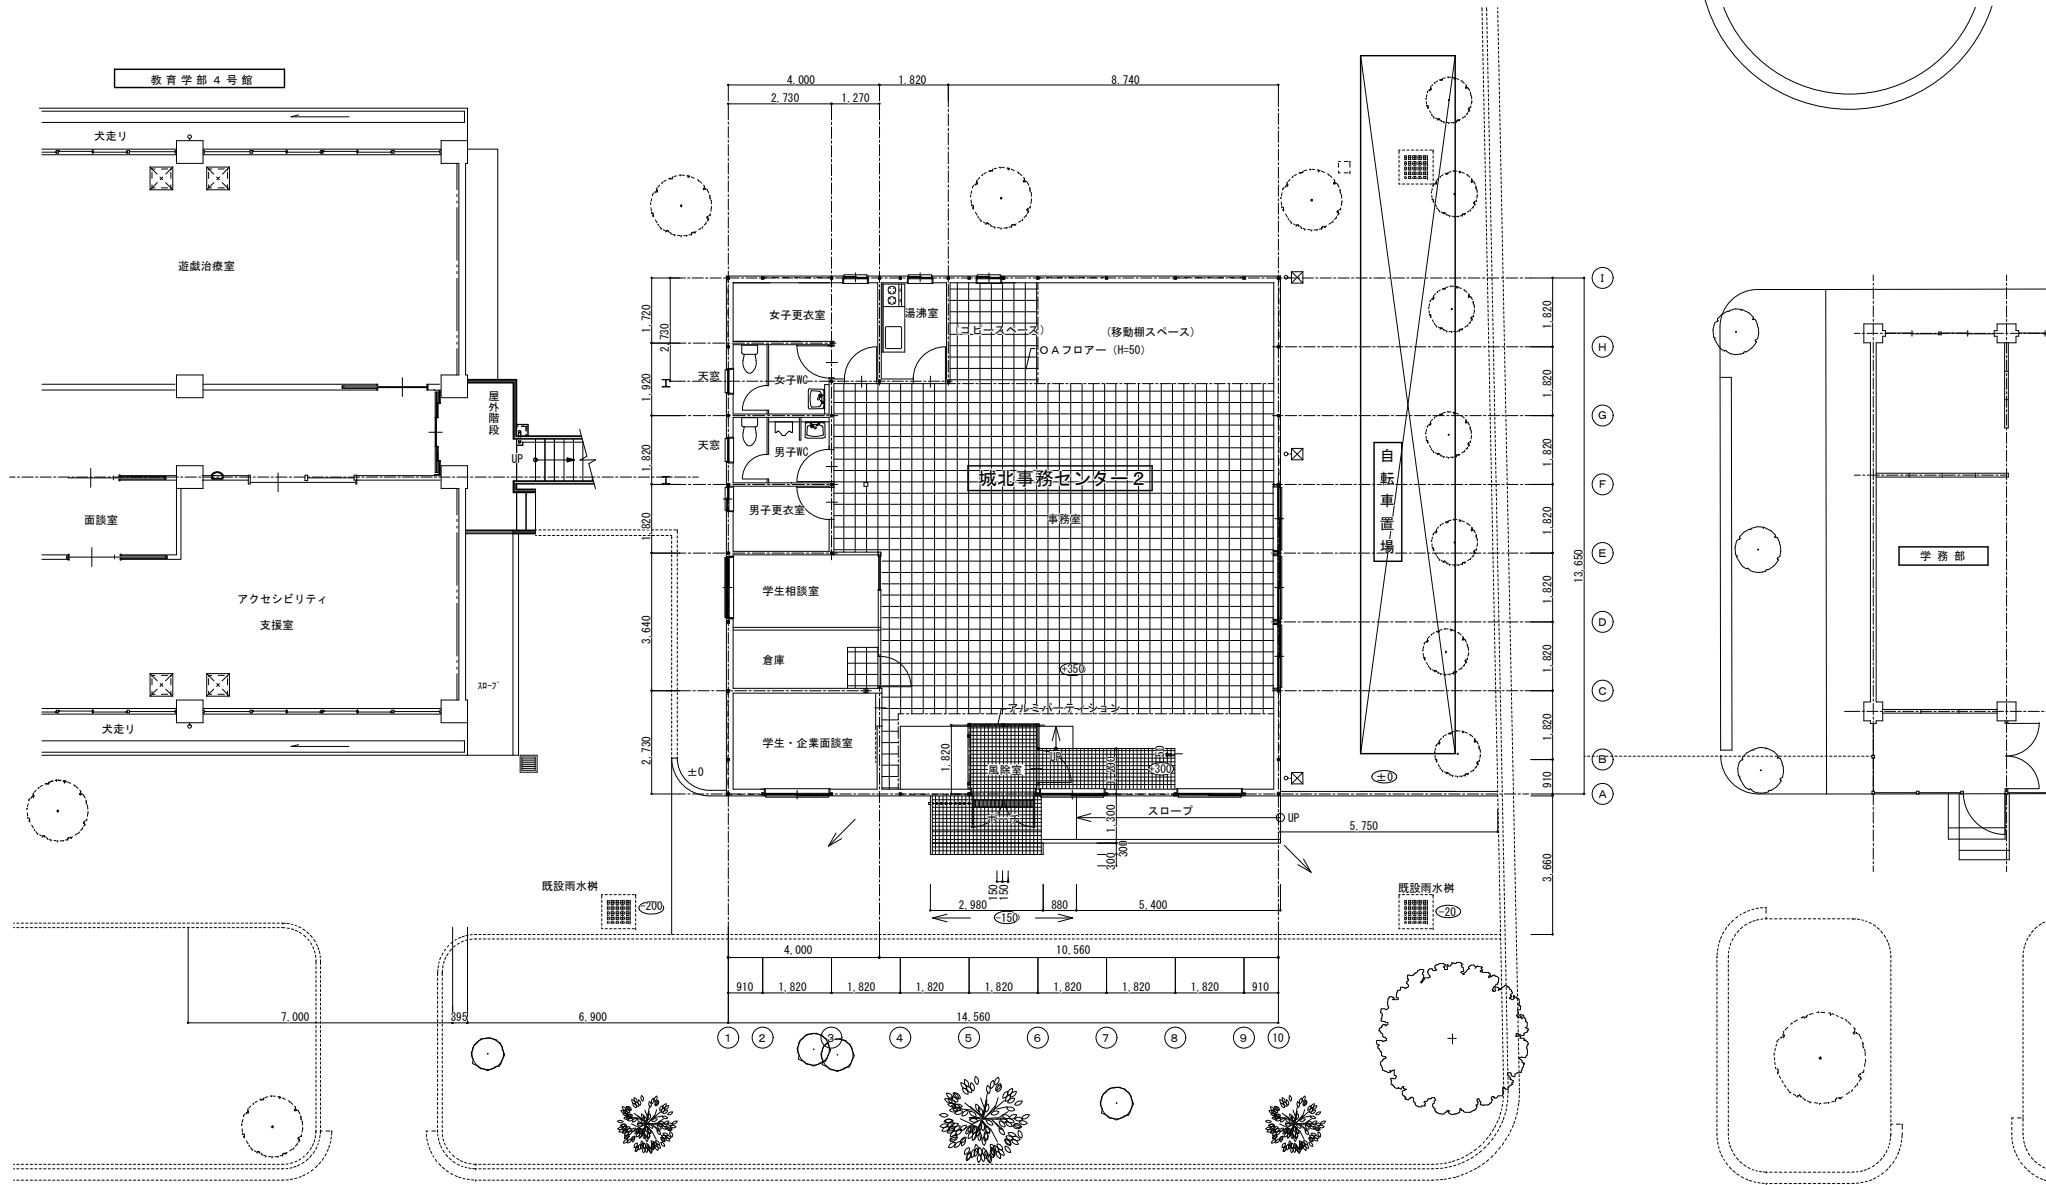 教育学部４号館
犬走り
遊戯治療室
屋外階段
UP
面談室
アクセシビリティ
支援室
ｽﾛｰﾌﾟ
犬走り
4,000
1,820
8,740
2,730
1,270
1,720
2,730
1,920
1,820
1,820
3,640
2,730
女子更衣室
湯沸室
(コピースペース)
(移動棚スペース)
ＯＡフロアー (H=50)
天窓
女子WC
天窓
男子WC
城北事務センター２
男子更衣室
事務室
学生相談室
倉庫
+350
アルミパーティション
学生・企業面談室
1,820
風除室
UP
+300
±0
スロープ
UP
1,300
300
300
150
150
2,980
880
5,400
-150
既設雨水桝
-200
既設雨水桝
-20
自転車置場
±0
5,750
1,820
1,820
1,820
1,820
1,820
1,820
1,820
910
13,650
3,660
I
H
G
F
E
D
C
B
A
学務部
4,000
10,560
910
1,820
1,820
1,820
1,820
1,820
1,820
1,820
910
7,000
395
6,900
14,560
1
2
3
4
5
6
7
8
9
10